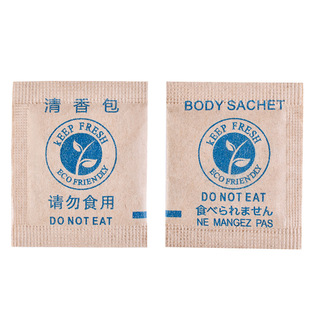 清香包
kEEP FRESH
ECO FRIENDLY
请勿食用
DO NOT EAT
BODY SACHET
kEEP FRESH
ECO FRIENDLY
DO NOT EAT
食べられません
NE MANGEZ PAS